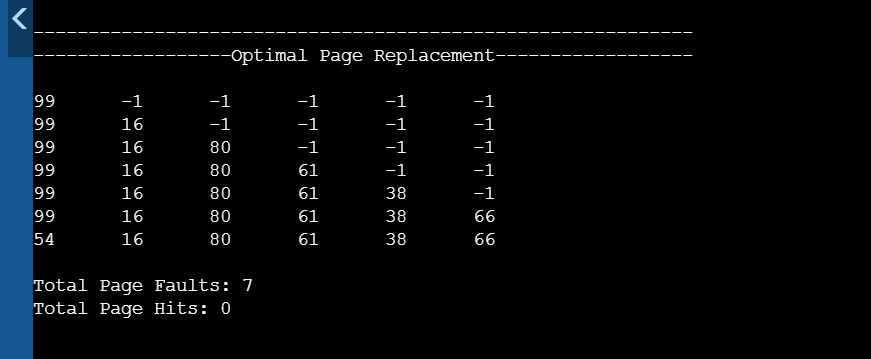 ------------------------------------------------------------
------------------Optimal Page Replacement------------------
99      -1      -1      -1      -1      -1
99      16      -1      -1      -1      -1
99      16      80      -1      -1      -1
99      16      80      61      -1      -1
99      16      80      61      38      -1
99      16      80      61      38      66
54      16      80      61      38      66
Total Page Faults: 7
Total Page Hits: 0